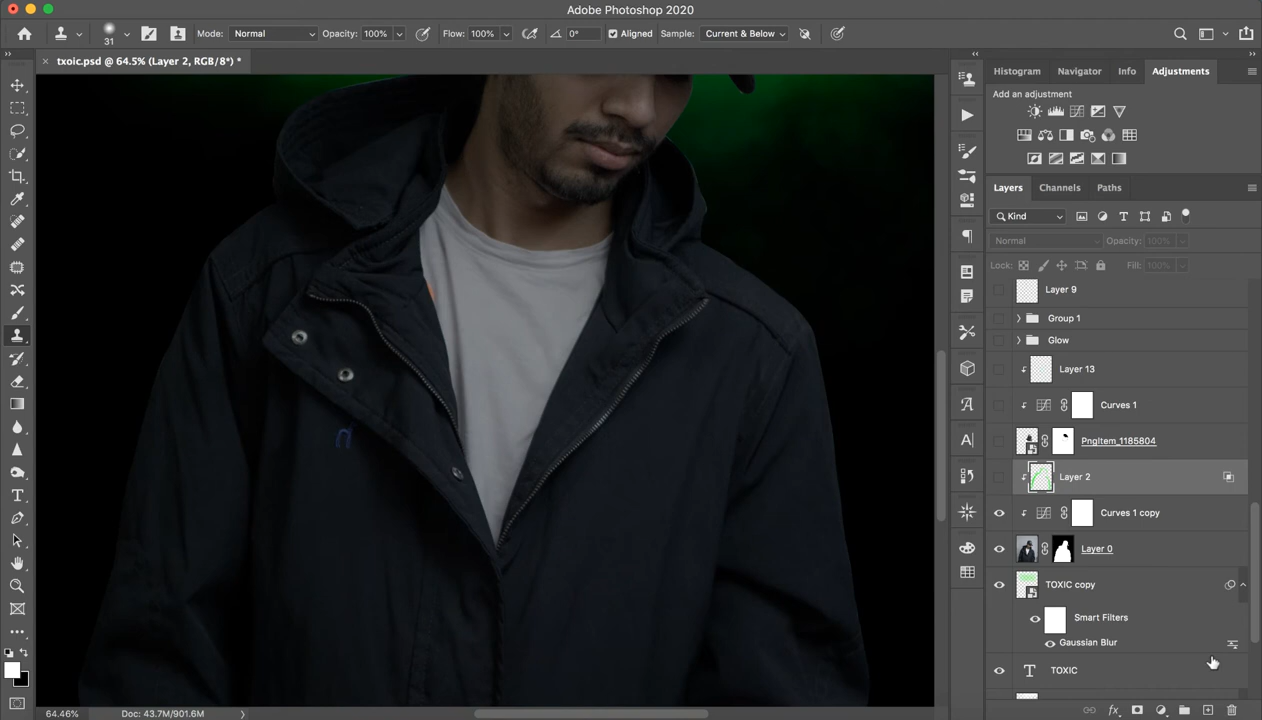 Adobe Photoshop 2020
31
Mode: Normal
Opacity: 100%
Flow: 100%
0°
Aligned
Sample: Current & Below
txoic.psd @ 64.5% (Layer 2, RGB/8*) *
Histogram
Navigator
Info
Adjustments
Add an adjustment
Layers
Channels
Paths
Kind
Normal
Opacity: 100%
Lock:
Fill: 100%
Layer 9
Group 1
Glow
Layer 13
Curves 1
PngItem_1185804
Layer 2
Curves 1 copy
Layer 0
TOXIC copy
Smart Filters
Gaussian Blur
TOXIC
64.46%
Doc: 43.7M/901.6M